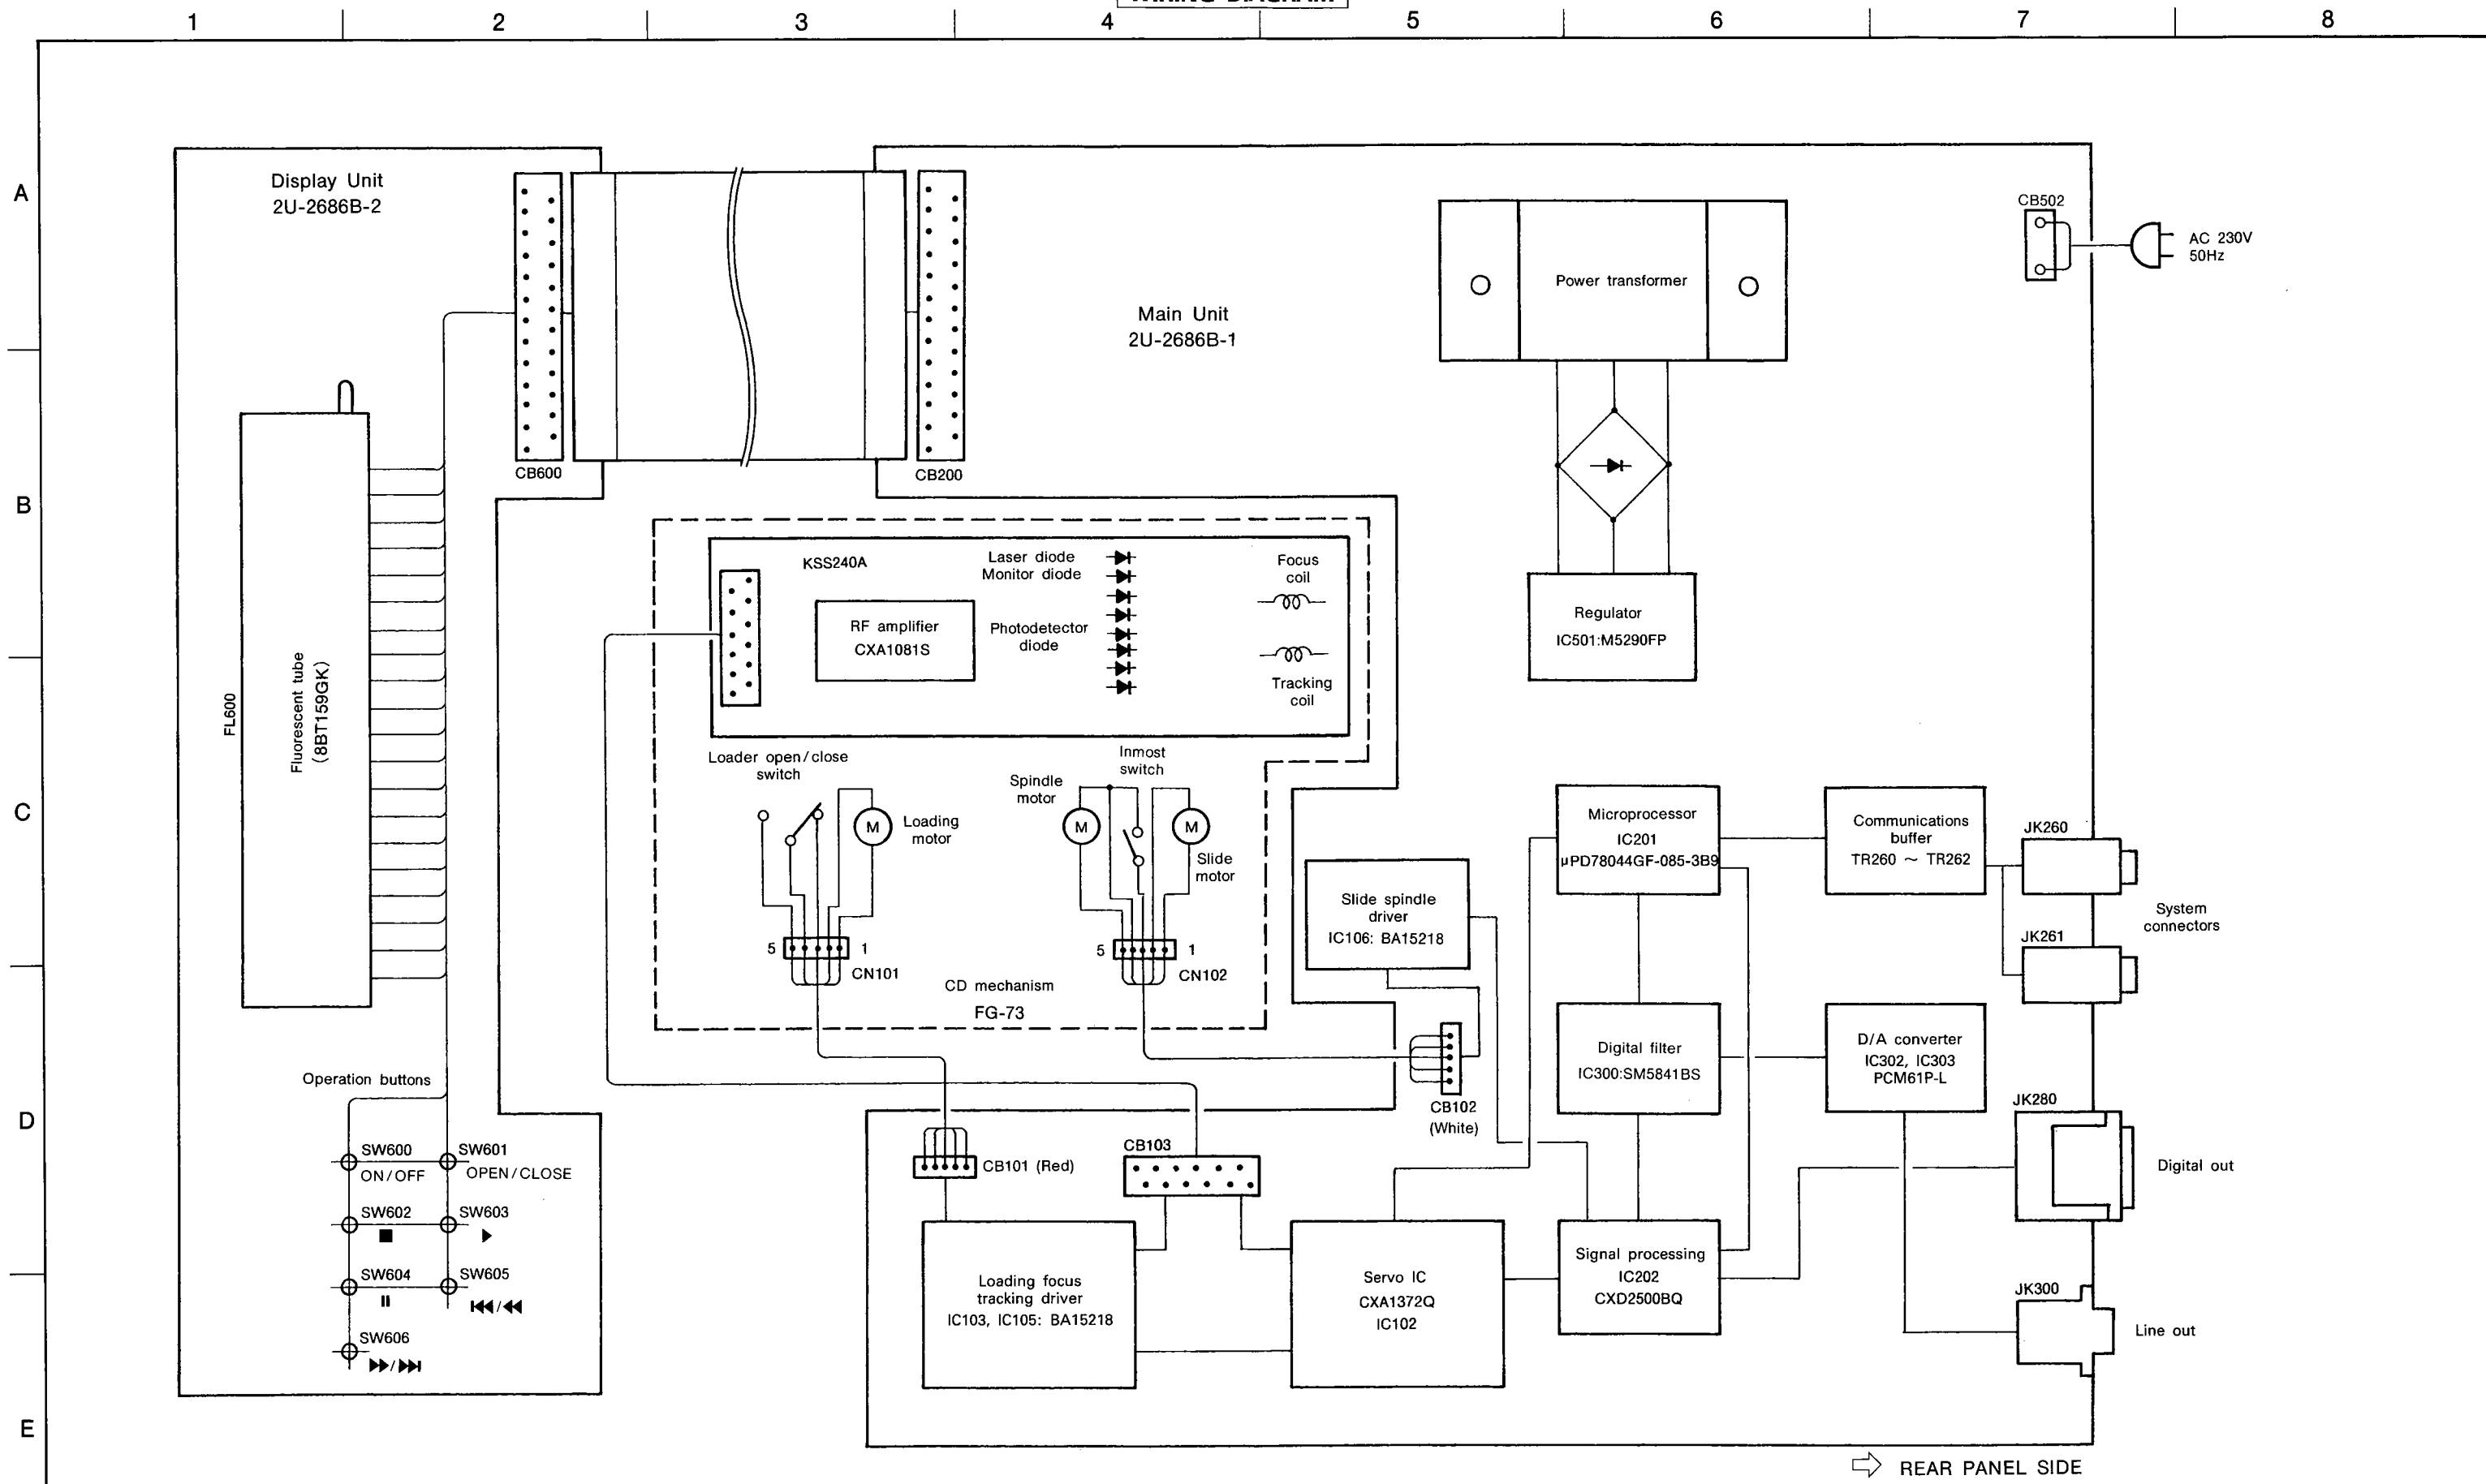 WIRING DIAGRAM
1 2 3 4 5 6 7 8
A
B
C
D
E
Display Unit
2U-2686B-2
CB600
CB200
Main Unit
2U-2686B-1
Power transformer
CB502
AC 230V
50Hz
Regulator
IC501:M5290FP
FL600
Fluorescent tube
(8BT159GK)
KSS240A
RF amplifier
CXA1081S
Laser diode
Monitor diode
Photodetector
diode
Focus
coil
Tracking
coil
Loader open/close
switch
M
Loading
motor
5 1
CN101
Spindle
motor
M
Inmost
switch
M
Slide
motor
5 1
CN102
CD mechanism
FG-73
Slide spindle
driver
IC106: BA15218
Microprocessor
IC201
µPD78044GF-085-3B9
Communications
buffer
TR260 ~ TR262
JK260
JK261
System
connectors
Digital filter
IC300:SM5841BS
D/A converter
IC302, IC303
PCM61P-L
CB102
(White)
JK280
Digital out
Operation buttons
SW600
ON/OFF
SW601
OPEN/CLOSE
SW602
■
SW603
▶
SW604
II
SW605
I◀◀/◀◀
SW606
▶▶/▶▶I
CB101 (Red)
CB103
Loading focus
tracking driver
IC103, IC105: BA15218
Servo IC
CXA1372Q
IC102
Signal processing
IC202
CXD2500BQ
JK300
Line out
REAR PANEL SIDE